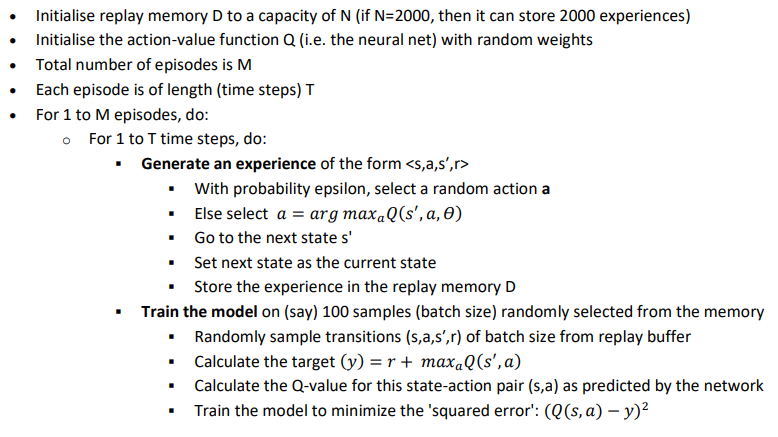 • Initialise replay memory D to a capacity of N (if N=2000, then it can store 2000 experiences)
• Initialise the action-value function Q (i.e. the neural net) with random weights
• Total number of episodes is M
• Each episode is of length (time steps) T
• For 1 to M episodes, do:
o For 1 to T time steps, do:
▪ Generate an experience of the form <s,a,s′,r>
▪ With probability epsilon, select a random action a
▪ Else select a = arg maxₐQ(s′, a, θ)
▪ Go to the next state s'
▪ Set next state as the current state
▪ Store the experience in the replay memory D
▪ Train the model on (say) 100 samples (batch size) randomly selected from the memory
▪ Randomly sample transitions (s,a,s′,r) of batch size from replay buffer
▪ Calculate the target (y) = r + maxₐQ(s′, a)
▪ Calculate the Q-value for this state-action pair (s,a) as predicted by the network
▪ Train the model to minimize the 'squared error': (Q(s, a) − y)²